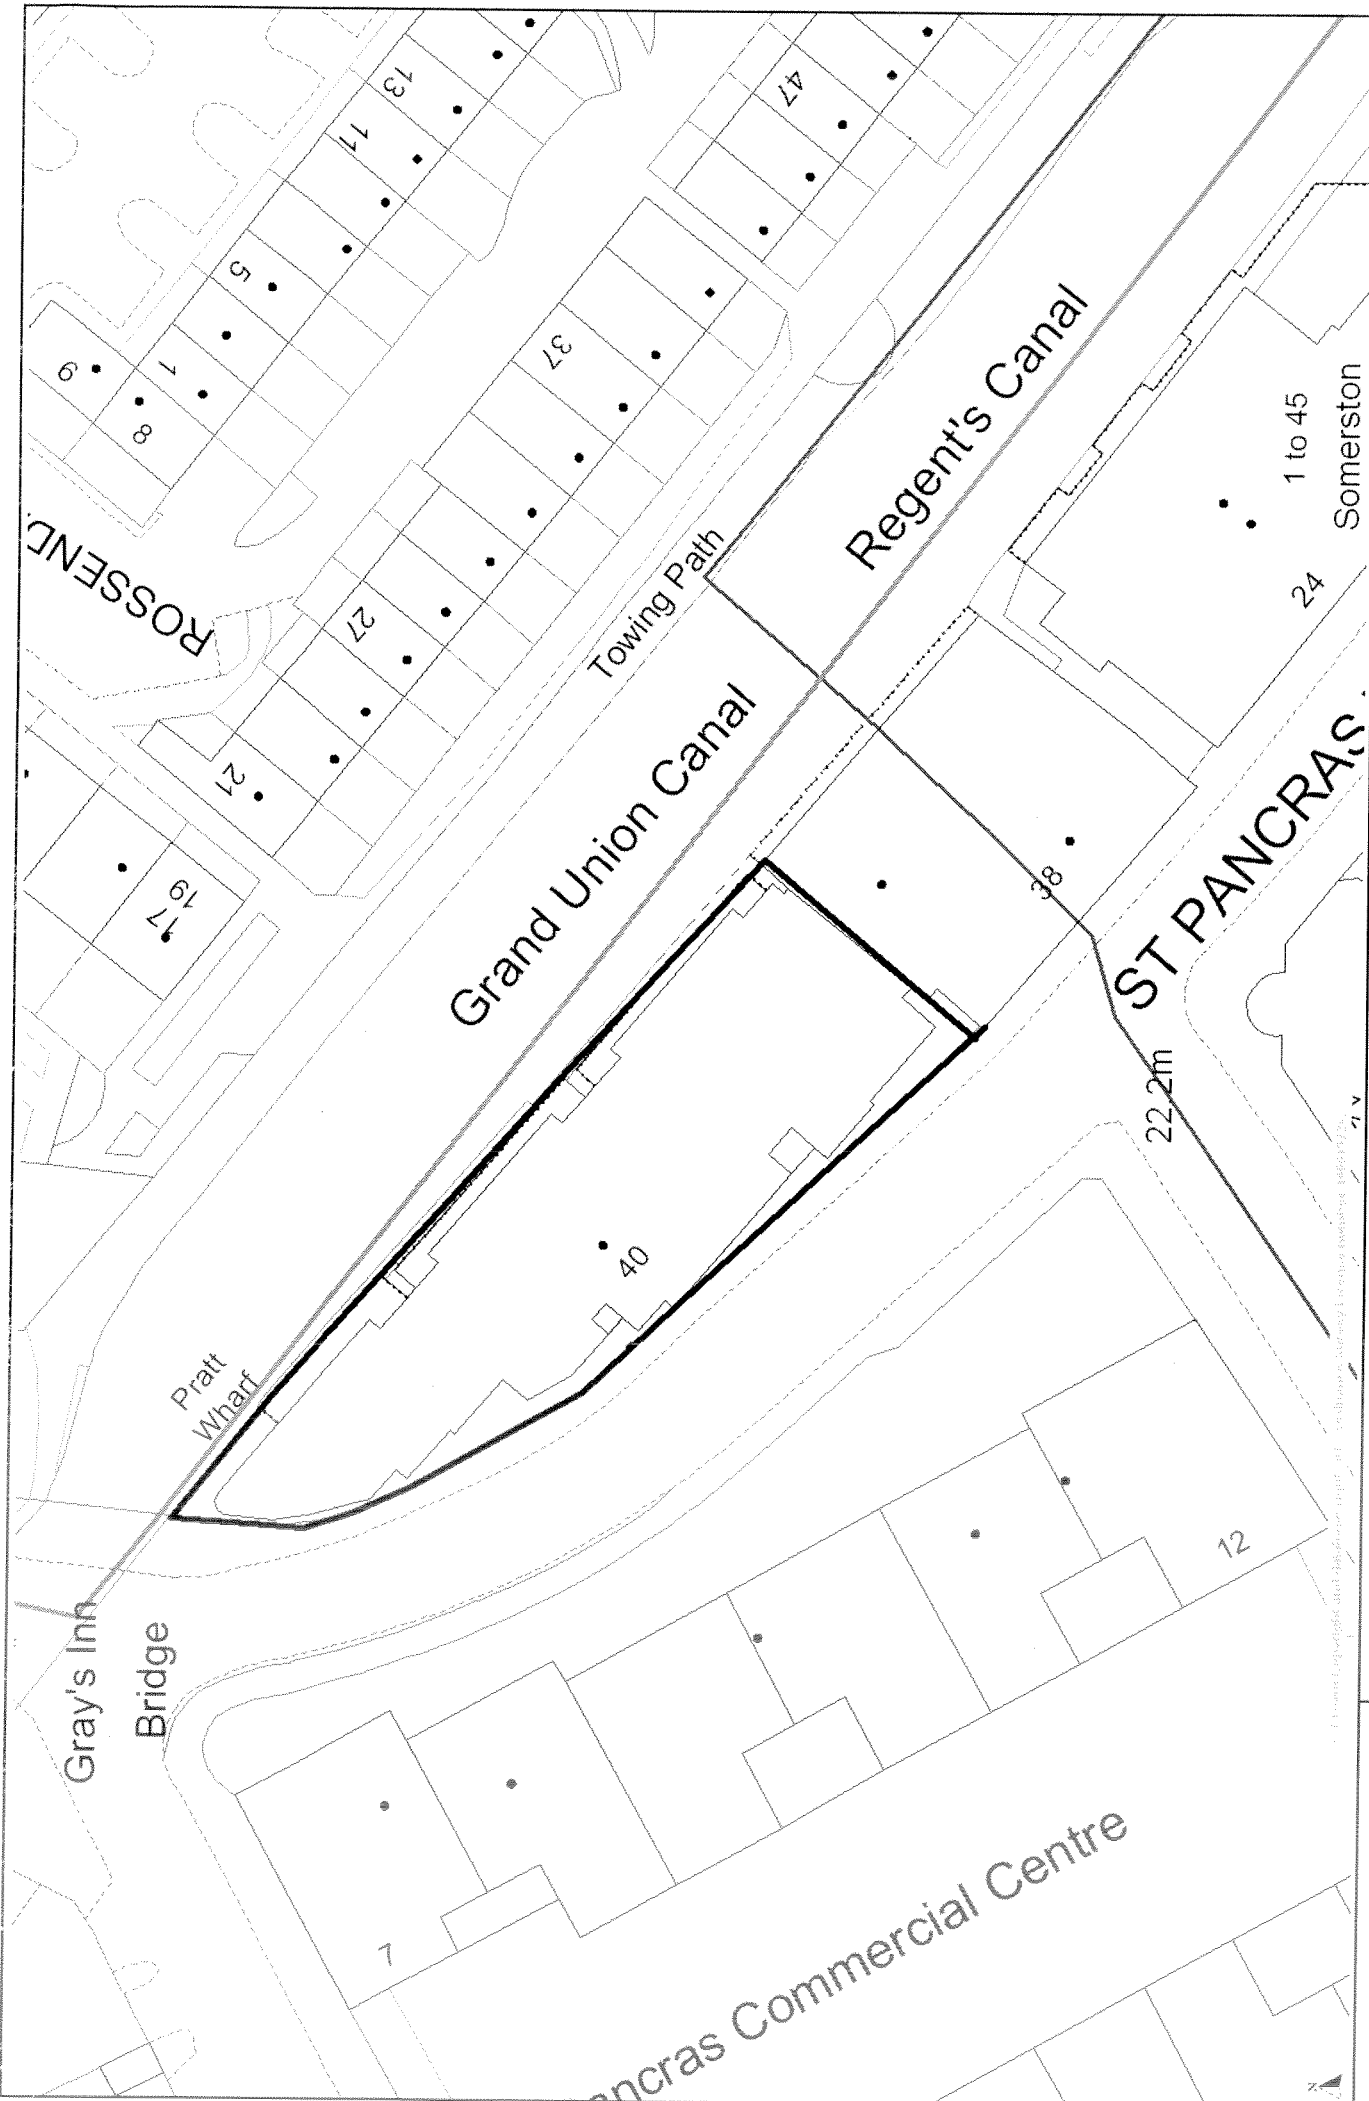 13
11
47
5
1
9
8
37
ROSSEND
27
21
17
19
Towing Path
Regent's Canal
Grand Union Canal
1 to 45
Somerston
24
38
ST PANCRAS
22.2m
40
Pratt
Wharf
Gray's Inn
Bridge
12
7
ancras Commercial Centre
N